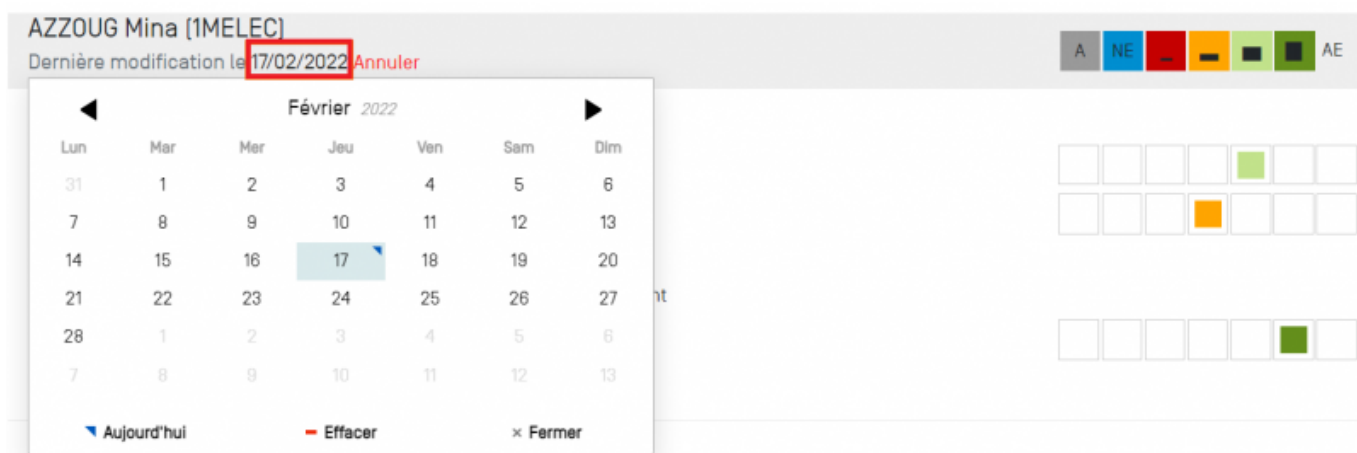 AZZOUG Mina (1MELEC)
Dernière modification le 17/02/2022 Annuler
A NE AE
Février 2022
Lun Mar Mer Jeu Ven Sam Dim
31 1 2 3 4 5 6
7 8 9 10 11 12 13
14 15 16 17 18 19 20
21 22 23 24 25 26 27
nt
28 1 2 3 4 5 6
7 8 9 10 11 12 13
Aujourd'hui Effacer × Fermer